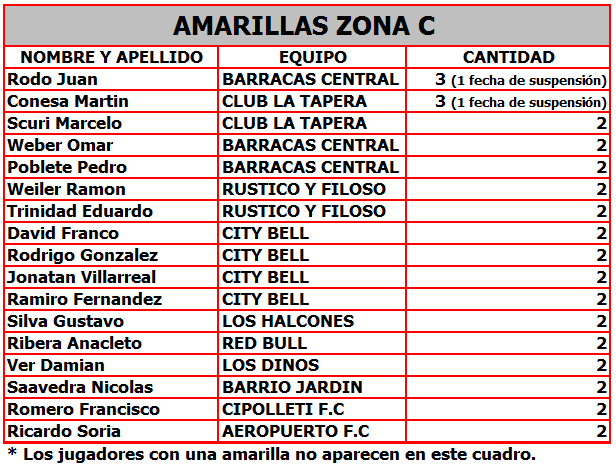 AMARILLAS ZONA C
NOMBRE Y APELLIDO EQUIPO CANTIDAD
Rodo Juan BARRACAS CENTRAL 3 (1 fecha de suspensión)
Conesa Martin CLUB LA TAPERA 3 (1 fecha de suspensión)
Scuri Marcelo CLUB LA TAPERA 2
Weber Omar BARRACAS CENTRAL 2
Poblete Pedro BARRACAS CENTRAL 2
Weiler Ramon RUSTICO Y FILOSO 2
Trinidad Eduardo RUSTICO Y FILOSO 2
David Franco CITY BELL 2
Rodrigo Gonzalez CITY BELL 2
Jonatan Villarreal CITY BELL 2
Ramiro Fernandez CITY BELL 2
Silva Gustavo LOS HALCONES 2
Ribera Anacleto RED BULL 2
Ver Damian LOS DINOS 2
Saavedra Nicolas BARRIO JARDIN 2
Romero Francisco CIPOLLETI F.C 2
Ricardo Soria AEROPUERTO F.C 2
* Los jugadores con una amarilla no aparecen en este cuadro.